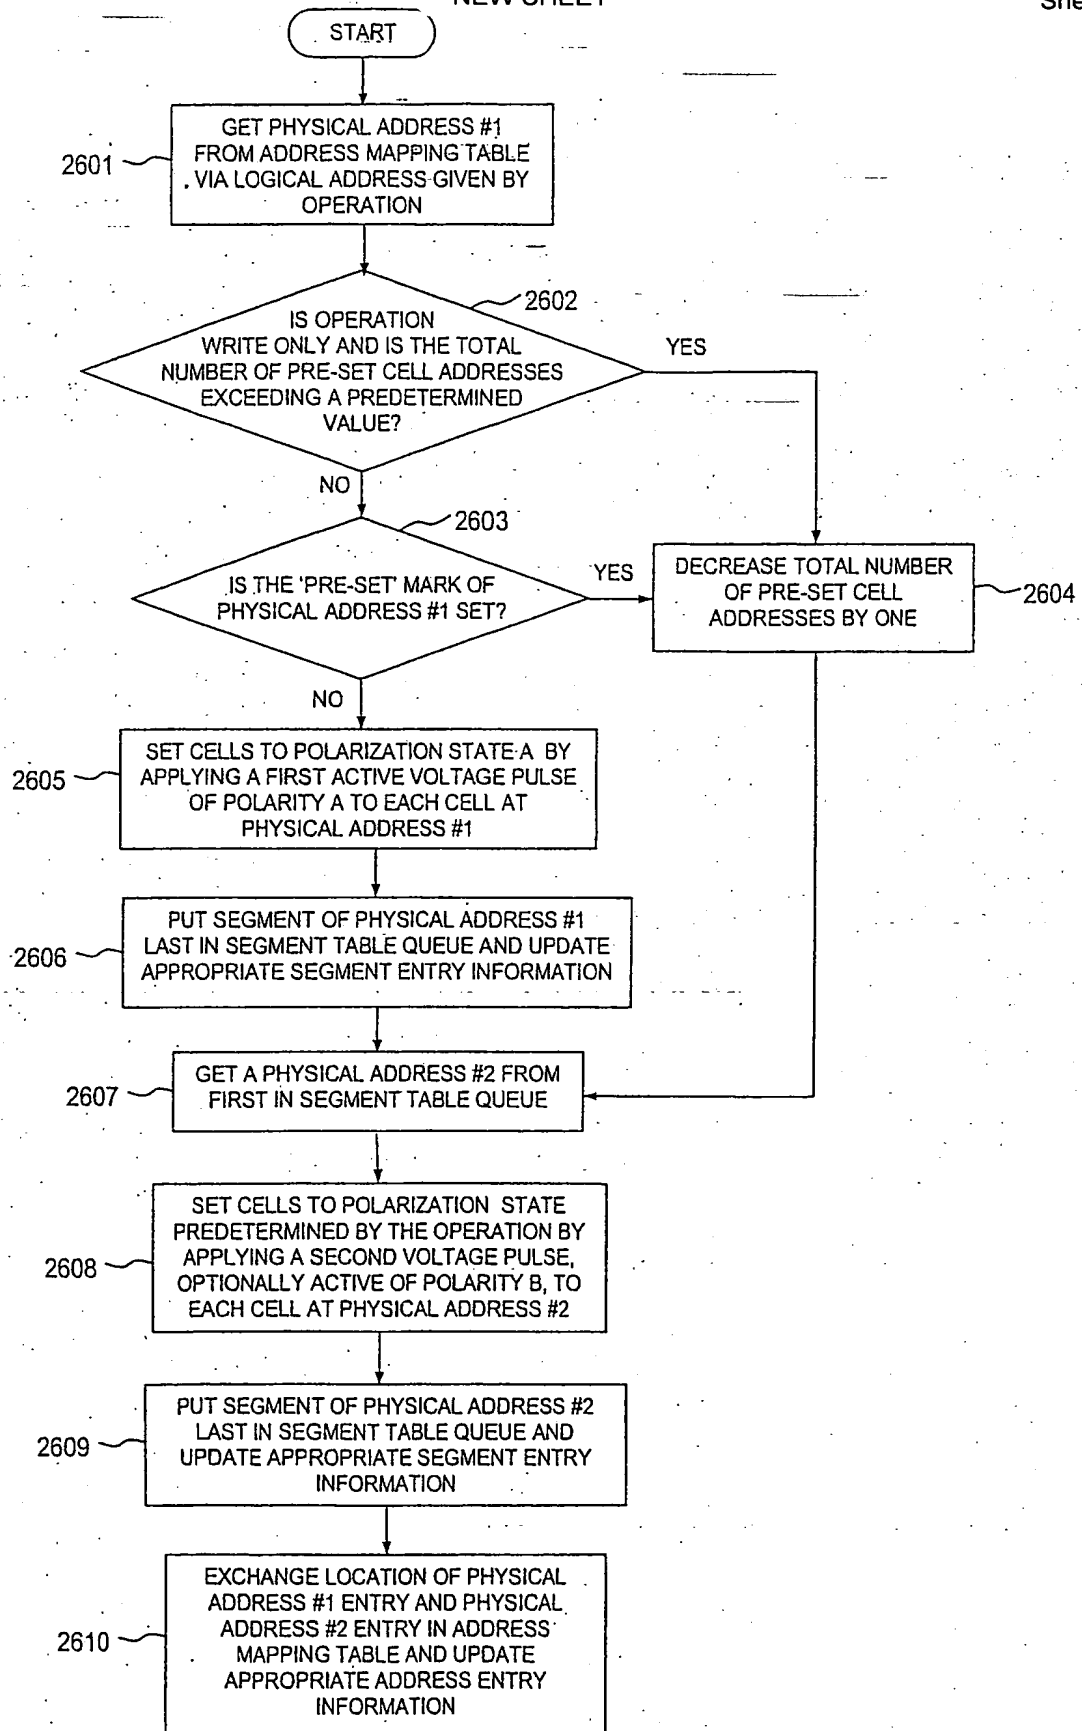 NEW SHEET
She
START
GET PHYSICAL ADDRESS #1
FROM ADDRESS MAPPING TABLE
VIA LOGICAL ADDRESS GIVEN BY
OPERATION
2601
2602
IS OPERATION
WRITE ONLY AND IS THE TOTAL
NUMBER OF PRE-SET CELL ADDRESSES
EXCEEDING A PREDETERMINED
VALUE?
YES
NO
2603
IS THE 'PRE-SET' MARK OF
PHYSICAL ADDRESS #1 SET?
YES
DECREASE TOTAL NUMBER
OF PRE-SET CELL
ADDRESSES BY ONE
2604
NO
SET CELLS TO POLARIZATION STATE A BY
APPLYING A FIRST ACTIVE VOLTAGE PULSE
OF POLARITY A TO EACH CELL AT
PHYSICAL ADDRESS #1
2605
PUT SEGMENT OF PHYSICAL ADDRESS #1
LAST IN SEGMENT TABLE QUEUE AND UPDATE
APPROPRIATE SEGMENT ENTRY INFORMATION
2606
GET A PHYSICAL ADDRESS #2 FROM
FIRST IN SEGMENT TABLE QUEUE
2607
SET CELLS TO POLARIZATION STATE
PREDETERMINED BY THE OPERATION BY
APPLYING A SECOND VOLTAGE PULSE,
OPTIONALLY ACTIVE OF POLARITY B, TO
EACH CELL AT PHYSICAL ADDRESS #2
2608
PUT SEGMENT OF PHYSICAL ADDRESS #2
LAST IN SEGMENT TABLE QUEUE AND
UPDATE APPROPRIATE SEGMENT ENTRY
INFORMATION
2609
EXCHANGE LOCATION OF PHYSICAL
ADDRESS #1 ENTRY AND PHYSICAL
ADDRESS #2 ENTRY IN ADDRESS
MAPPING TABLE AND UPDATE
APPROPRIATE ADDRESS ENTRY
INFORMATION
2610